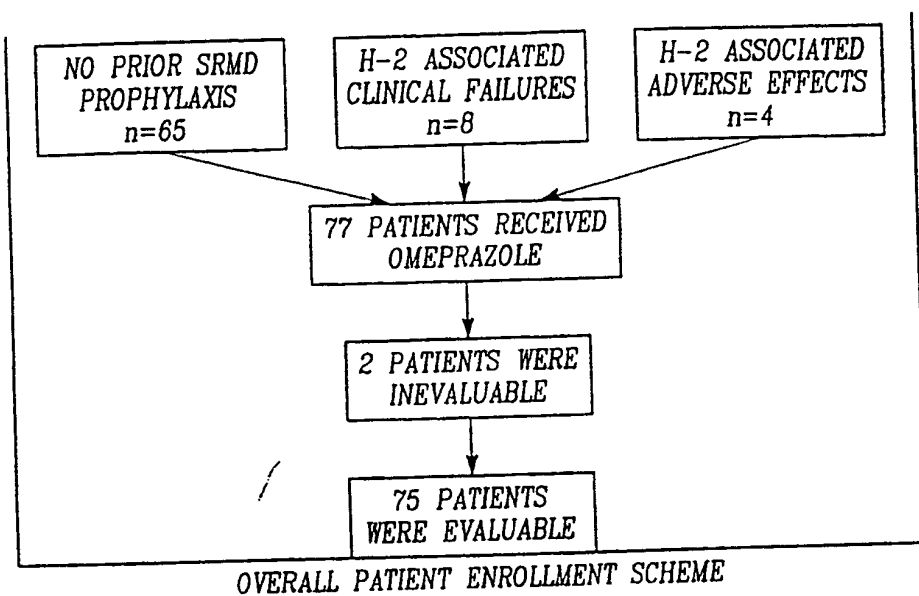 NO PRIOR SRMD
PROPHYLAXIS
n=65
H-2 ASSOCIATED
CLINICAL FAILURES
n=8
H-2 ASSOCIATED
ADVERSE EFFECTS
n=4
77 PATIENTS RECEIVED
OMEPRAZOLE
2 PATIENTS WERE
INEVALUABLE
75 PATIENTS
WERE EVALUABLE
OVERALL PATIENT ENROLLMENT SCHEME